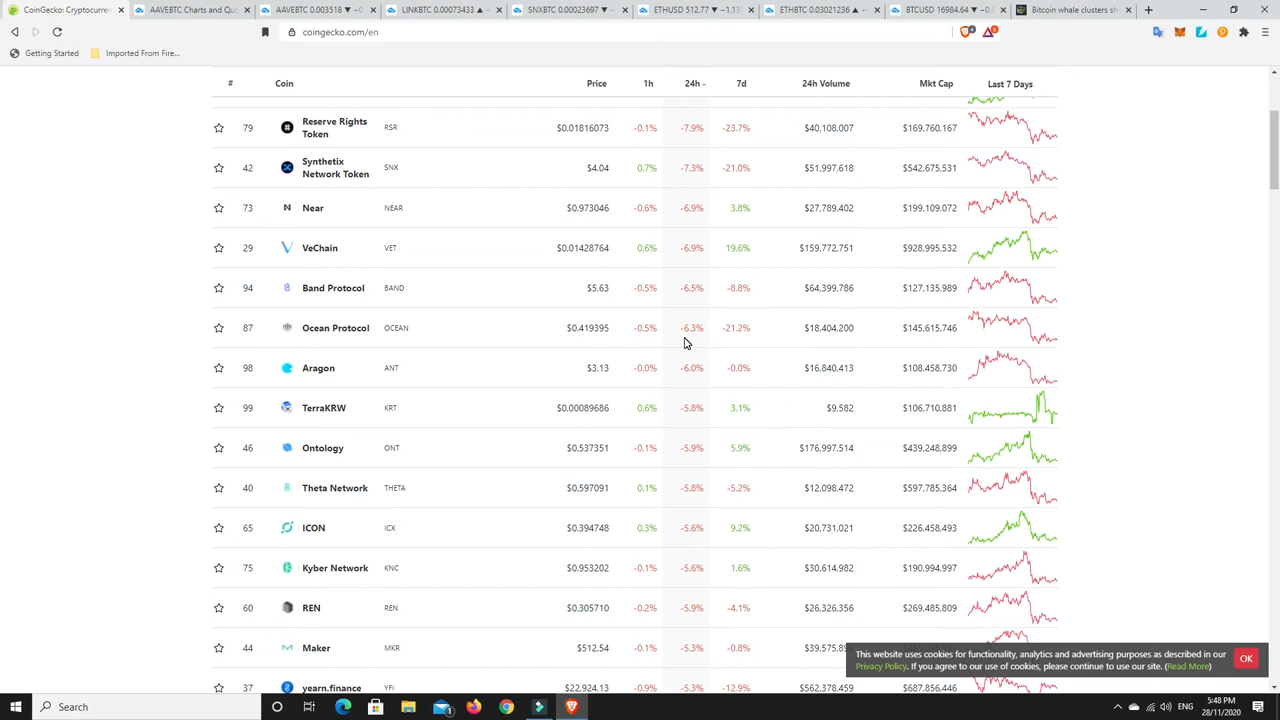 CoinGecko: Cryptocurrenc
AAVEBTC Charts and Quo
AAVEBTC 0.003518 ▼ −0
LINKBTC 0.00073433 ▲ +
SNXBTC 0.00023697 ▼ −
ETHUSD 512.77 ▼ −1.13
ETHBTC 0.03021236 ▲
BTCUSD 16984.64 ▼ −0.
Bitcoin whale clusters sh
coingecko.com/en
Getting Started
Imported From Fire...
# Coin Price 1h 24h 7d 24h Volume Mkt Cap Last 7 Days
79 Reserve Rights Token RSR $0.01816073 -0.1% -7.9% -23.7% $40,108,007 $169,760,167
42 Synthetix Network Token SNX $4.04 0.7% -7.3% -21.0% $51,997,618 $542,675,531
73 Near NEAR $0.973046 -0.6% -6.9% 3.8% $27,789,402 $199,109,072
29 VeChain VET $0.01428764 0.6% -6.9% 19.6% $159,772,751 $928,995,532
94 Band Protocol BAND $5.63 -0.5% -6.5% -8.8% $64,399,786 $127,135,989
87 Ocean Protocol OCEAN $0.419395 -0.5% -6.3% -21.2% $18,404,200 $145,615,746
98 Aragon ANT $3.13 -0.0% -6.0% -0.0% $16,840,413 $108,458,730
99 TerraKRW KRT $0.00089686 0.6% -5.8% 3.1% $9,582 $106,710,881
46 Ontology ONT $0.537351 -0.1% -5.9% 5.9% $176,997,514 $439,248,899
40 Theta Network THETA $0.597091 0.1% -5.8% -5.2% $12,098,472 $597,785,364
65 ICON ICX $0.394748 0.3% -5.6% 9.2% $20,731,021 $226,458,493
75 Kyber Network KNC $0.953202 -0.1% -5.6% 1.6% $30,614,982 $190,994,997
60 REN REN $0.305710 -0.2% -5.9% -4.1% $26,326,356 $269,485,809
44 Maker MKR $512.54 -0.1% -5.3% -0.8%
37 yearn.finance YFI $22,924.13 -0.9% -5.3% -12.9% $562,378,459 $687,856,446
This website uses cookies for functionality, analytics and advertising purposes as described in our
Privacy Policy. If you agree to our use of cookies, please continue to use our site. (Read More)
OK
Search
ENG
5:48 PM
28/11/2020